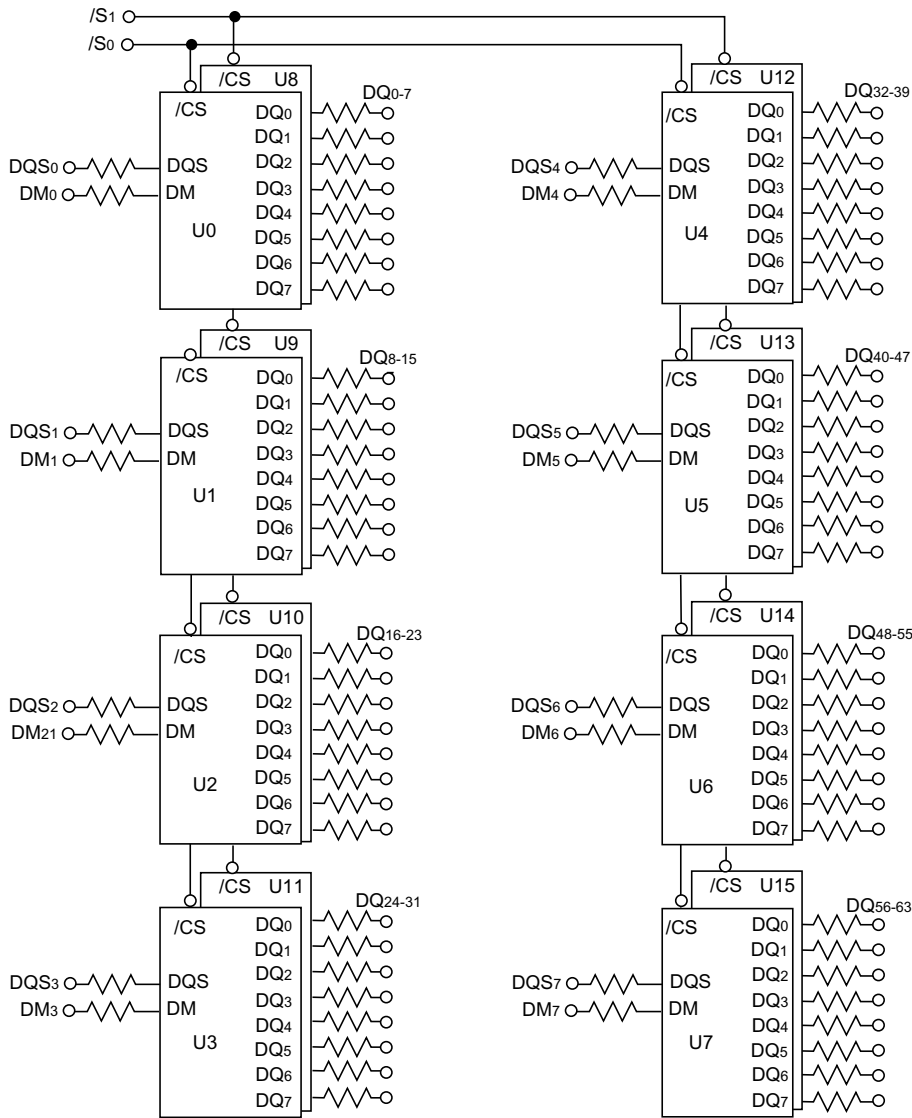 /S1
/S0
/CS U8
DQ0-7
/CS
DQ0
DQ1
DQS0
DQS
DQ2
DM0
DM
DQ3
DQ4
U0
DQ5
DQ6
DQ7
/CS U9
DQ8-15
/CS
DQ0
DQ1
DQS1
DQS
DQ2
DM1
DM
DQ3
DQ4
U1
DQ5
DQ6
DQ7
/CS U10
DQ16-23
/CS
DQ0
DQ1
DQS2
DQS
DQ2
DM21
DM
DQ3
DQ4
U2
DQ5
DQ6
DQ7
/CS U11
DQ24-31
/CS
DQ0
DQ1
DQS3
DQS
DQ2
DM3
DM
DQ3
DQ4
U3
DQ5
DQ6
DQ7
/CS U12
DQ32-39
/CS
DQ0
DQ1
DQS4
DQS
DQ2
DM4
DM
DQ3
DQ4
U4
DQ5
DQ6
DQ7
/CS U13
DQ40-47
/CS
DQ0
DQ1
DQS5
DQS
DQ2
DM5
DM
DQ3
DQ4
U5
DQ5
DQ6
DQ7
/CS U14
DQ48-55
/CS
DQ0
DQ1
DQS6
DQS
DQ2
DM6
DM
DQ3
DQ4
U6
DQ5
DQ6
DQ7
/CS U15
DQ56-63
/CS
DQ0
DQ1
DQS7
DQS
DQ2
DM7
DM
DQ3
DQ4
U7
DQ5
DQ6
DQ7